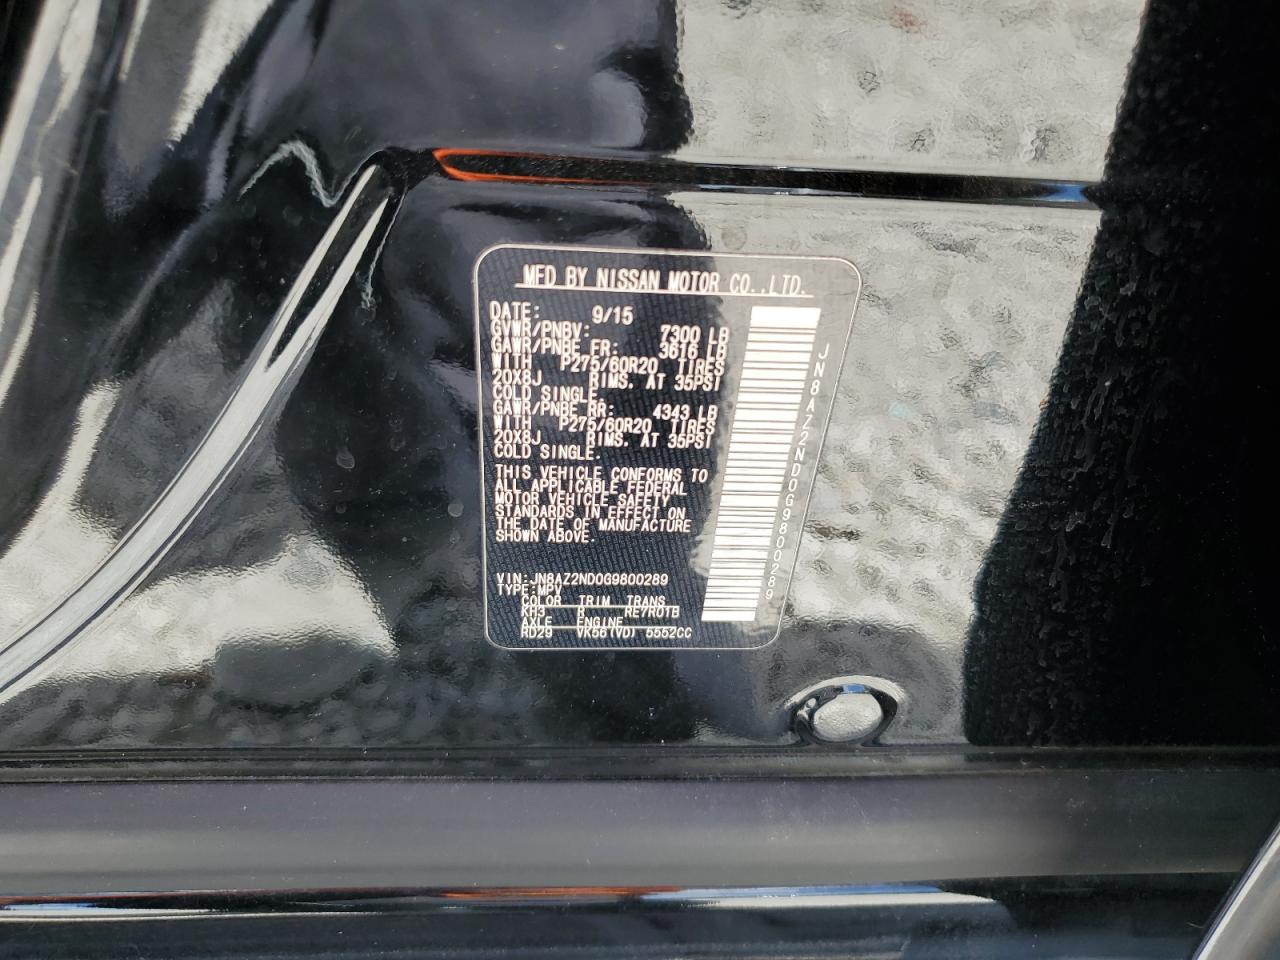 MFD BY NISSAN MOTOR CO.,LTD.
DATE: 9/15
GVWR/PNBV: 7300 LB
GAWR/PNBE FR: 3616 LB
WITH P275/60R20 TIRES
20X8J RIMS. AT 35PSI
COLD SINGLE.
GAWR/PNBE RR: 4343 LB
WITH P275/60R20 TIRES
20X8J RIMS. AT 35PSI
COLD SINGLE.
THIS VEHICLE CONFORMS TO
ALL APPLICABLE FEDERAL
MOTOR VEHICLE SAFETY
STANDARDS IN EFFECT ON
THE DATE OF MANUFACTURE
SHOWN ABOVE.
VIN:JN8AZ2ND0G9800289
TYPE:MPV
COLOR TRIM TRANS
KH3 R RE7R01B
AXLE ENGINE
RD29 VK56(VD) 5552CC
JN8AZ2ND0G9800289